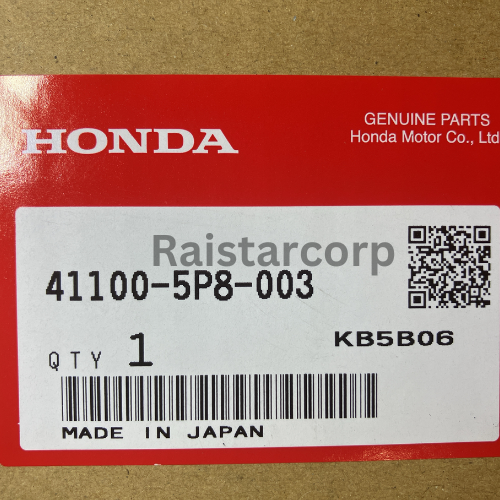 HONDA
GENUINE PARTS
Honda Motor Co., Ltd
Raistarcorp
41100-5P8-003
KB5B06
QTY 1
MADE IN JAPAN